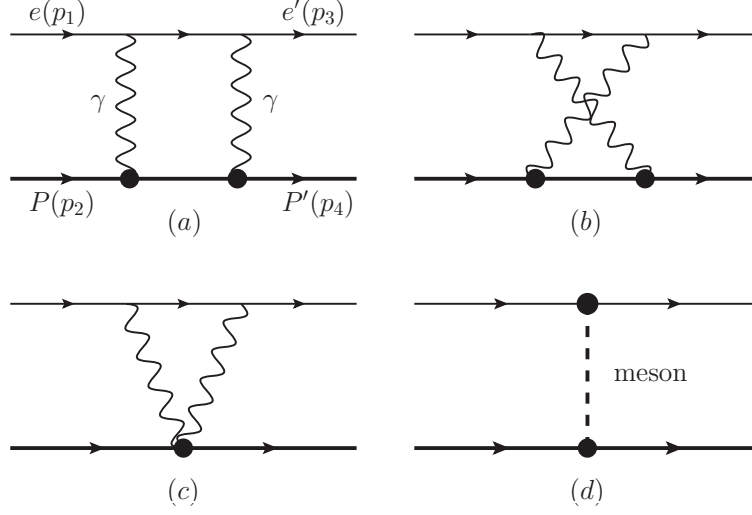 e(p₁) e′(p₃)
γ γ
P(p₂) P′(p₄)
(a) (b)
meson
(c) (d)